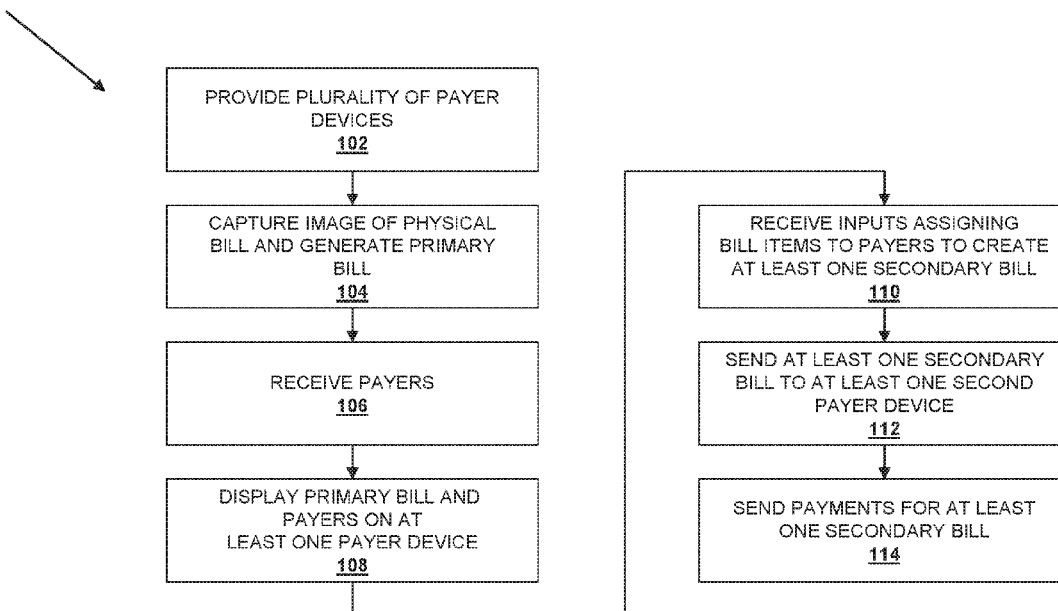 PROVIDE PLURALITY OF PAYER
DEVICES
102
CAPTURE IMAGE OF PHYSICAL
BILL AND GENERATE PRIMARY
BILL
104
RECEIVE PAYERS
106
DISPLAY PRIMARY BILL AND
PAYERS ON AT
LEAST ONE PAYER DEVICE
108
RECEIVE INPUTS ASSIGNING
BILL ITEMS TO PAYERS TO CREATE
AT LEAST ONE SECONDARY BILL
110
SEND AT LEAST ONE SECONDARY
BILL TO AT LEAST ONE SECOND
PAYER DEVICE
112
SEND PAYMENTS FOR AT LEAST
ONE SECONDARY BILL
114